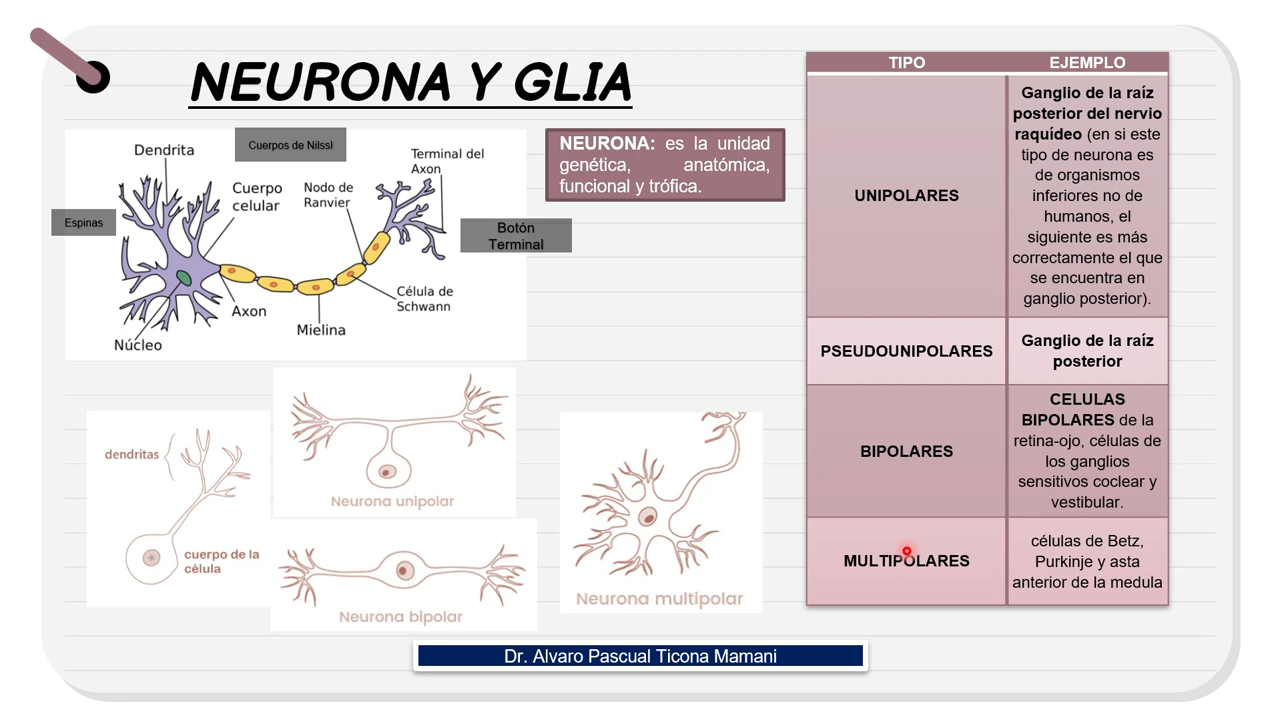 NEURONA Y GLIA
Dendrita
Cuerpos de Nilssl
Terminal del
Axon
Cuerpo
celular
Nodo de
Ranvier
Espinas
Botón
Terminal
Célula de
Schwann
Axon
Mielina
Núcleo
NEURONA: es la unidad
genética, anatómica,
funcional y trófica.
dendritas
cuerpo de la
célula
Neurona unipolar
Neurona bipolar
Neurona multipolar
TIPO
EJEMPLO
UNIPOLARES
Ganglio de la raíz
posterior del nervio
raquídeo (en si este
tipo de neurona es
de organismos
inferiores no de
humanos, el
siguiente es más
correctamente el que
se encuentra en
ganglio posterior).
PSEUDOUNIPOLARES
Ganglio de la raíz
posterior
BIPOLARES
CELULAS
BIPOLARES de la
retina-ojo, células de
los ganglios
sensitivos coclear y
vestibular.
MULTIPOLARES
células de Betz,
Purkinje y asta
anterior de la medula
Dr. Alvaro Pascual Ticona Mamani